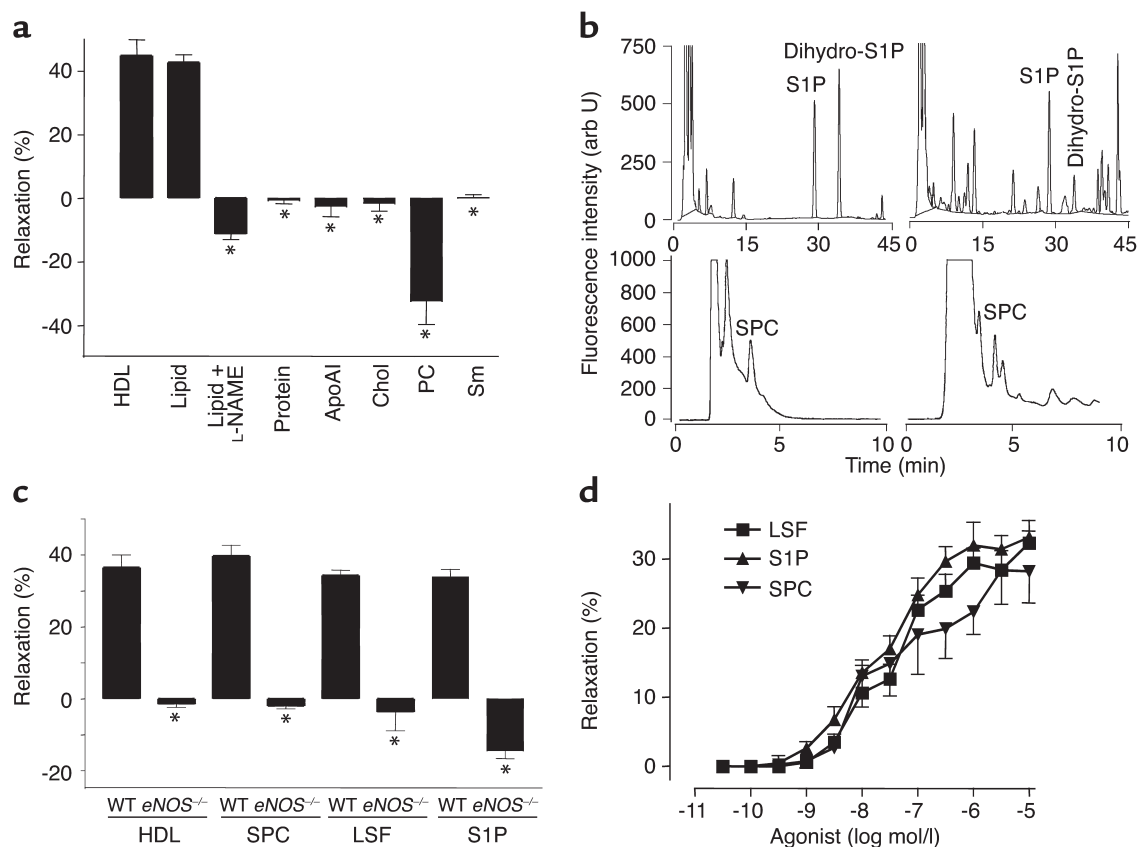 a
Relaxation (%)
40
20
0
-20
-40
*
*
*
*
*
*
HDL
Lipid
Lipid +
L-NAME
Protein
ApoAI
Chol
PC
Sm
b
Fluorescence intensity (arb U)
750
500
250
0
S1P
Dihydro-S1P
0 15 30 45
S1P
Dihydro-S1P
0 15 30 45
1000
800
600
400
200
0
SPC
0 5 10
SPC
0 5 10
Time (min)
c
Relaxation (%)
40
20
0
-20
*
*
*
*
WT eNOS–/– WT eNOS–/– WT eNOS–/– WT eNOS–/–
HDL SPC LSF S1P
d
Relaxation (%)
30
20
10
0
LSF
S1P
SPC
-11 -10 -9 -8 -7 -6 -5
Agonist (log mol/l)